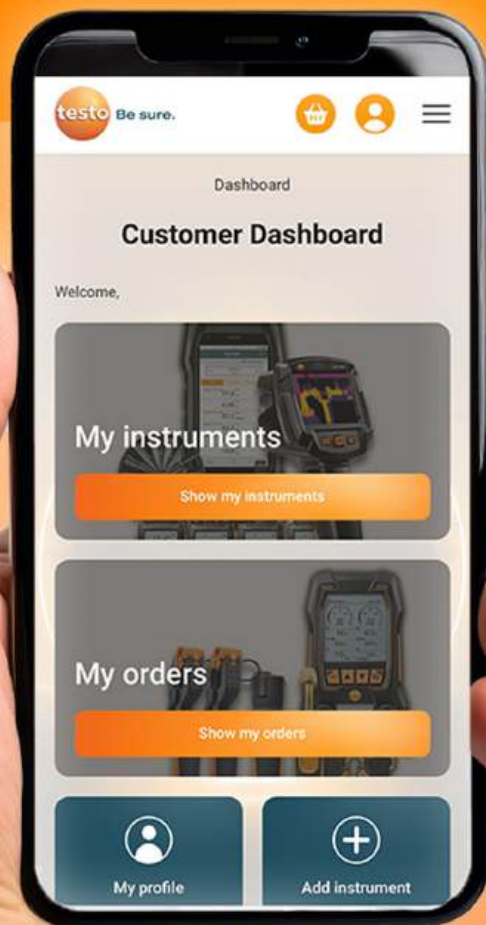 testo Be sure.
Dashboard
Customer Dashboard
Welcome,
My instruments
Show my instruments
My orders
Show my orders
My profile
Add instrument